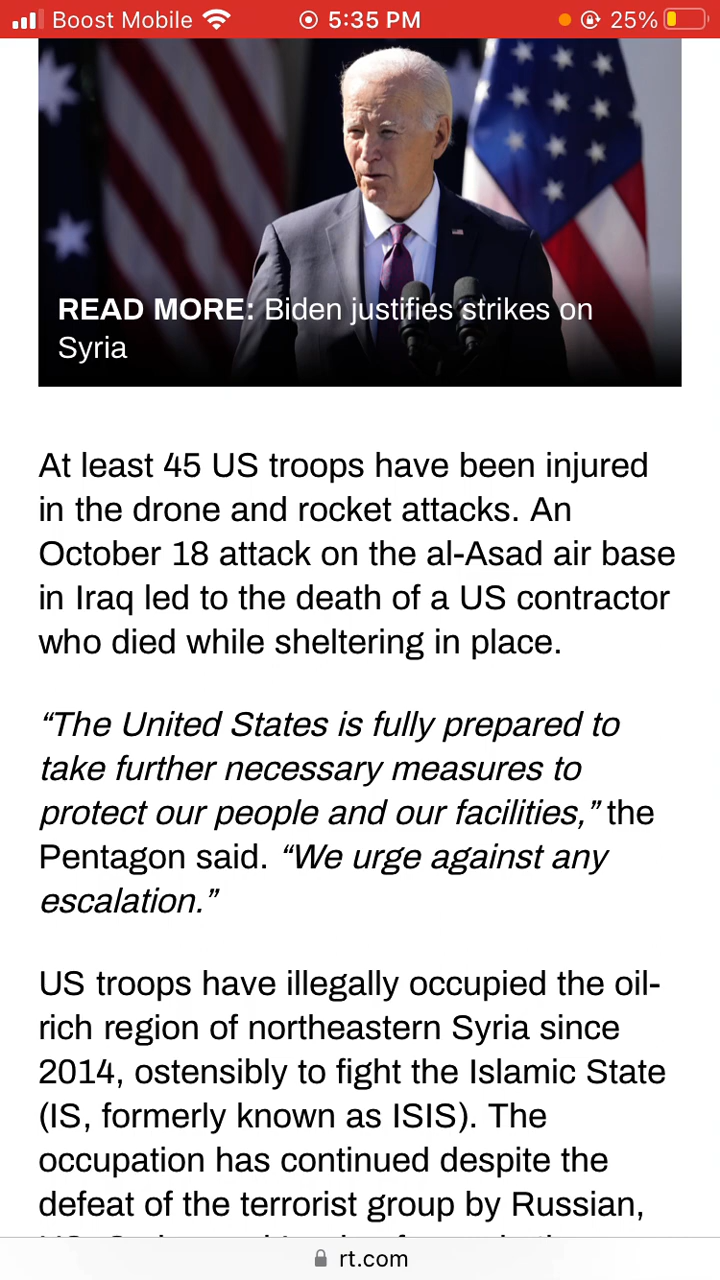 Boost Mobile 5:35 PM 25%
READ MORE: Biden justifies strikes on
Syria
At least 45 US troops have been injured
in the drone and rocket attacks. An
October 18 attack on the al-Asad air base
in Iraq led to the death of a US contractor
who died while sheltering in place.
“The United States is fully prepared to
take further necessary measures to
protect our people and our facilities,” the
Pentagon said. “We urge against any
escalation.”
US troops have illegally occupied the oil-
rich region of northeastern Syria since
2014, ostensibly to fight the Islamic State
(IS, formerly known as ISIS). The
occupation has continued despite the
defeat of the terrorist group by Russian,
rt.com